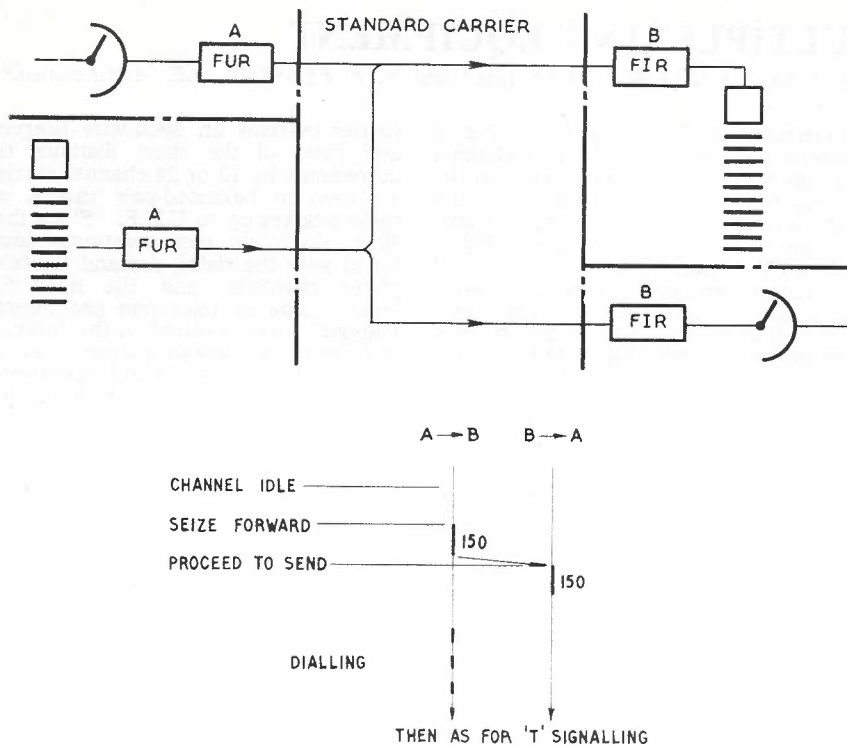 STANDARD CARRIER
A
FUR
B
FIR
A
FUR
B
FIR
A→B B→A
CHANNEL IDLE
SEIZE FORWARD
150
PROCEED TO SEND
150
DIALLING
THEN AS FOR 'T' SIGNALLING